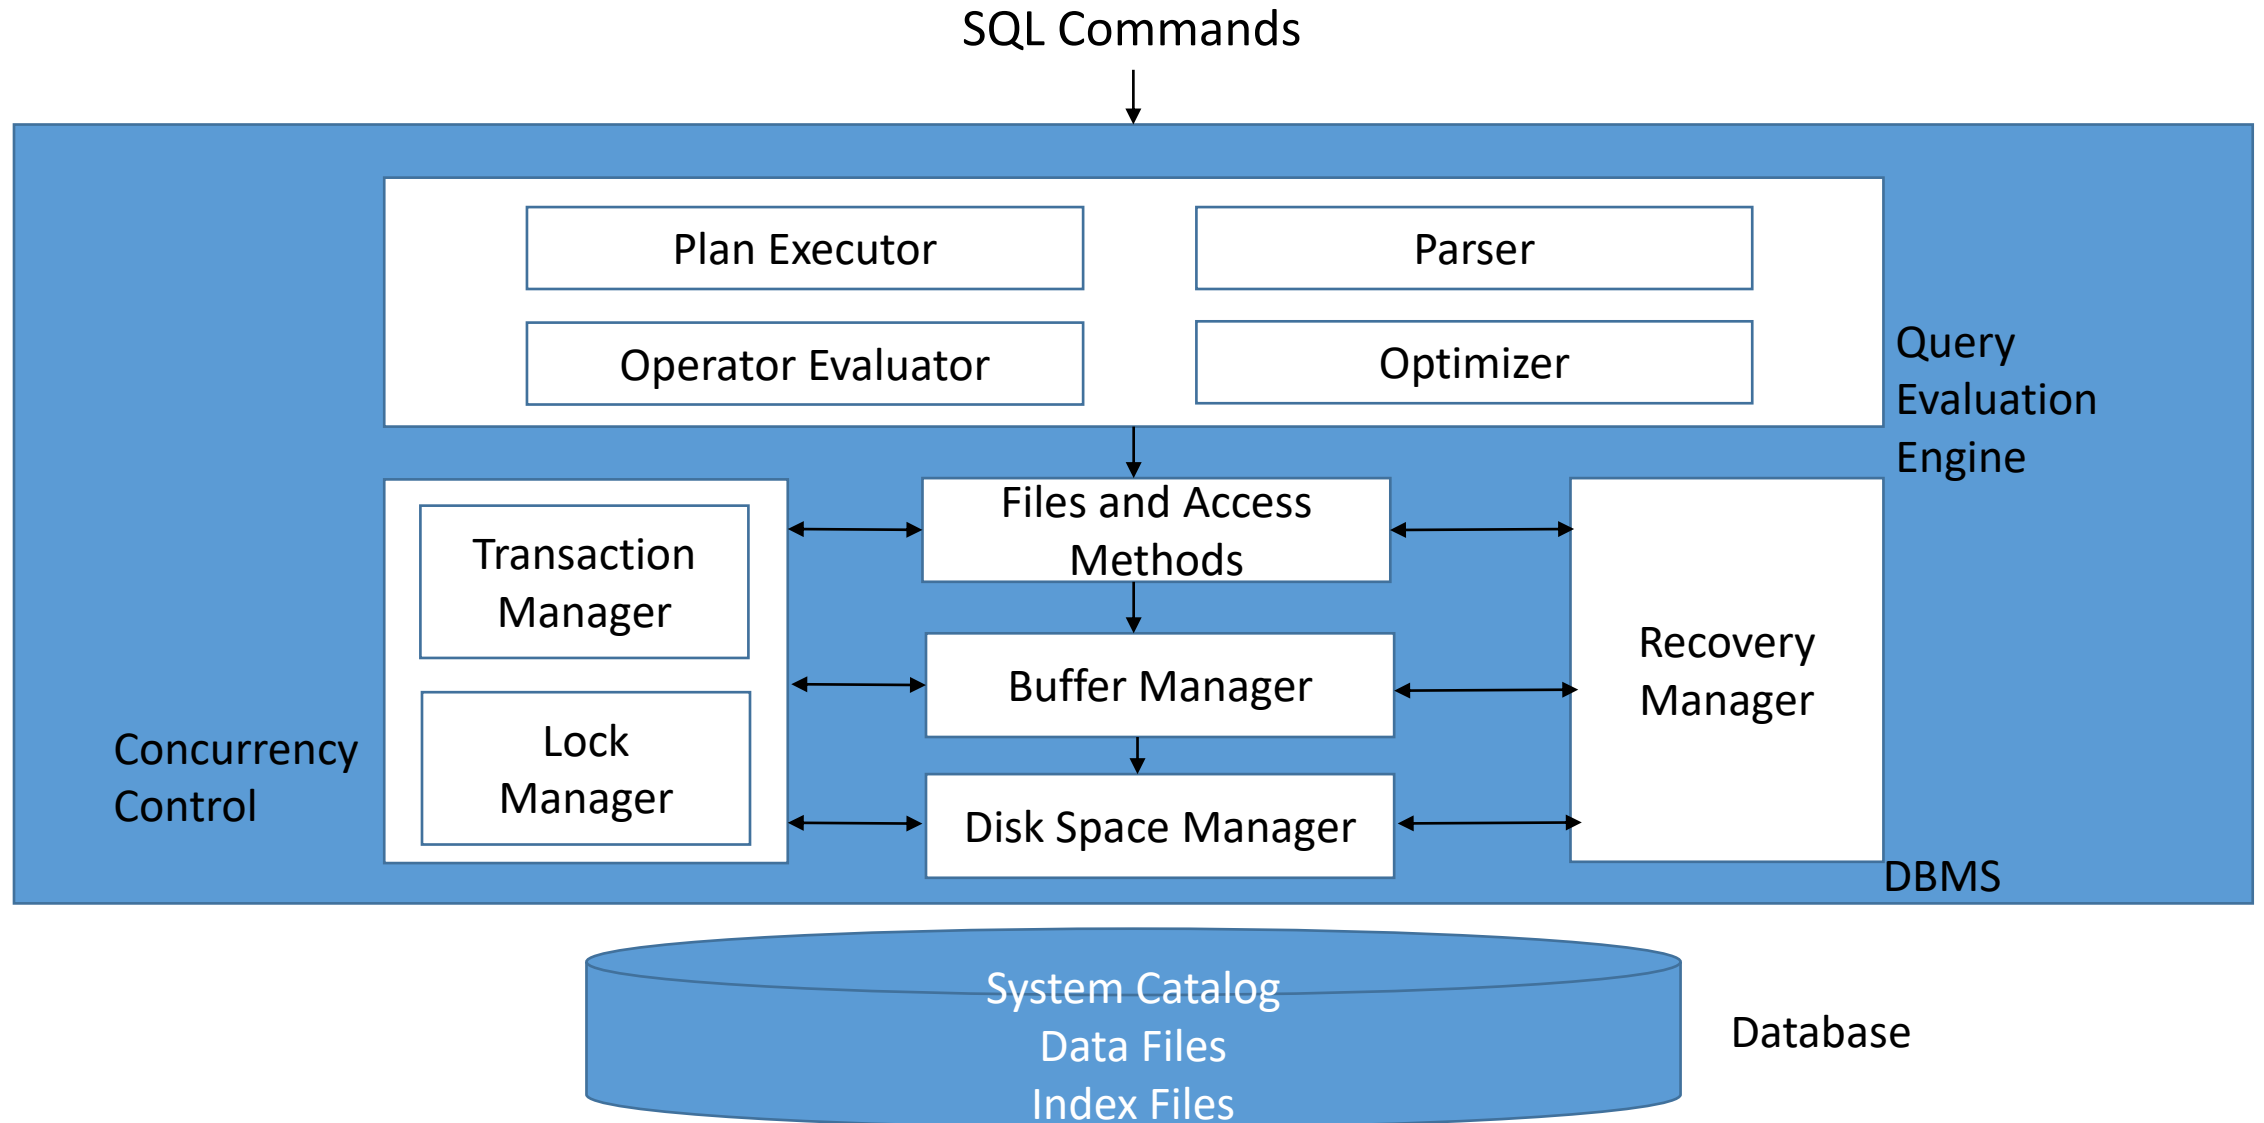 SQL Commands
Plan Executor
Parser
Operator Evaluator
Optimizer
Query
Evaluation
Engine
Transaction
Manager
Lock
Manager
Concurrency
Control
Files and Access
Methods
Buffer Manager
Disk Space Manager
Recovery
Manager
DBMS
System Catalog
Data Files
Index Files
Database